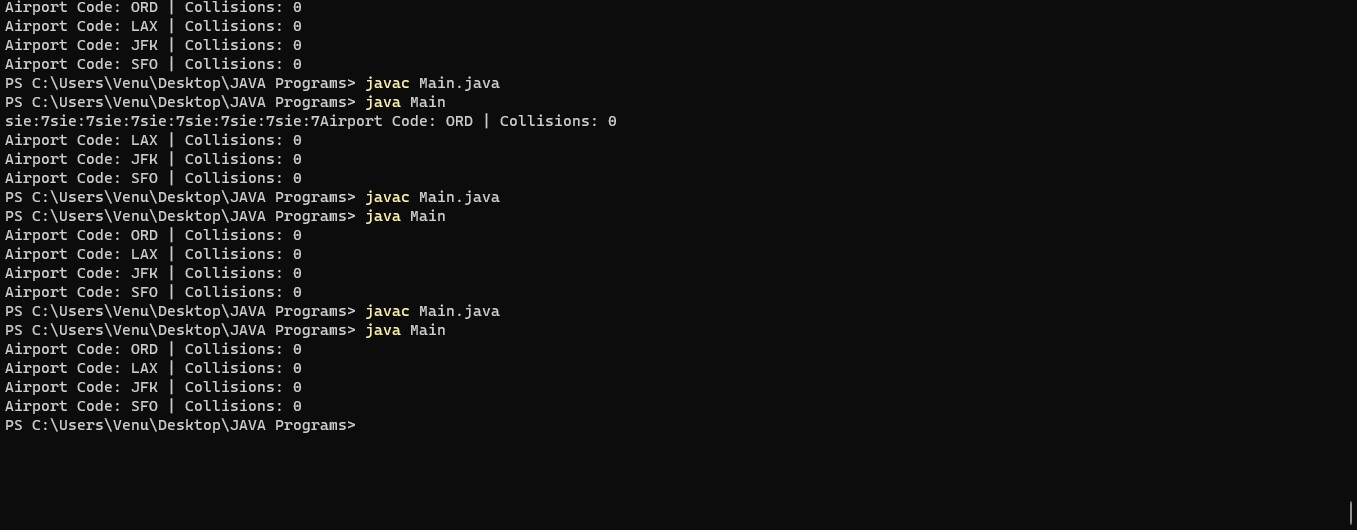 Airport Code: ORD | Collisions: 0
Airport Code: LAX | Collisions: 0
Airport Code: JFK | Collisions: 0
Airport Code: SFO | Collisions: 0
PS C:\Users\Venu\Desktop\JAVA Programs> javac Main.java
PS C:\Users\Venu\Desktop\JAVA Programs> java Main
sie:7sie:7sie:7sie:7sie:7sie:7sie:7Airport Code: ORD | Collisions: 0
Airport Code: LAX | Collisions: 0
Airport Code: JFK | Collisions: 0
Airport Code: SFO | Collisions: 0
PS C:\Users\Venu\Desktop\JAVA Programs> javac Main.java
PS C:\Users\Venu\Desktop\JAVA Programs> java Main
Airport Code: ORD | Collisions: 0
Airport Code: LAX | Collisions: 0
Airport Code: JFK | Collisions: 0
Airport Code: SFO | Collisions: 0
PS C:\Users\Venu\Desktop\JAVA Programs> javac Main.java
PS C:\Users\Venu\Desktop\JAVA Programs> java Main
Airport Code: ORD | Collisions: 0
Airport Code: LAX | Collisions: 0
Airport Code: JFK | Collisions: 0
Airport Code: SFO | Collisions: 0
PS C:\Users\Venu\Desktop\JAVA Programs>